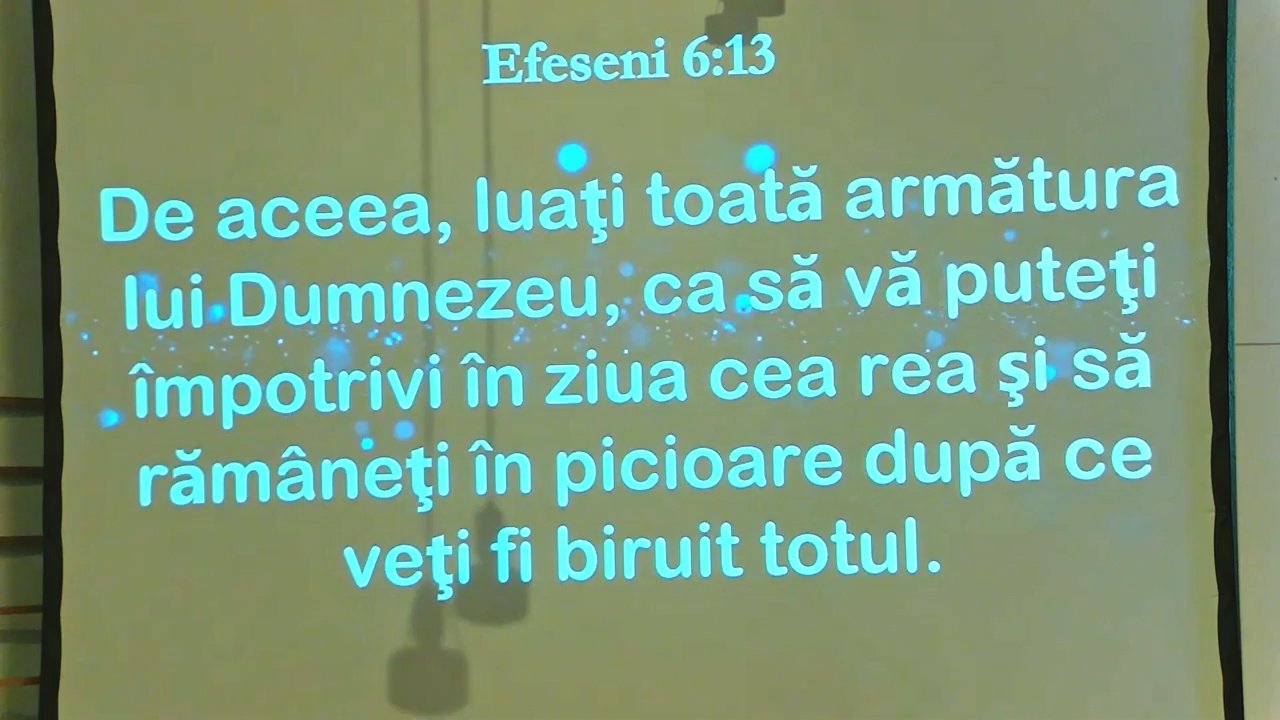 Efeseni 6:13
De aceea, luaţi toată armătura
lui Dumnezeu, ca să vă puteţi
împotrivi în ziua cea rea şi să
rămâneţi în picioare după ce
veţi fi biruit totul.